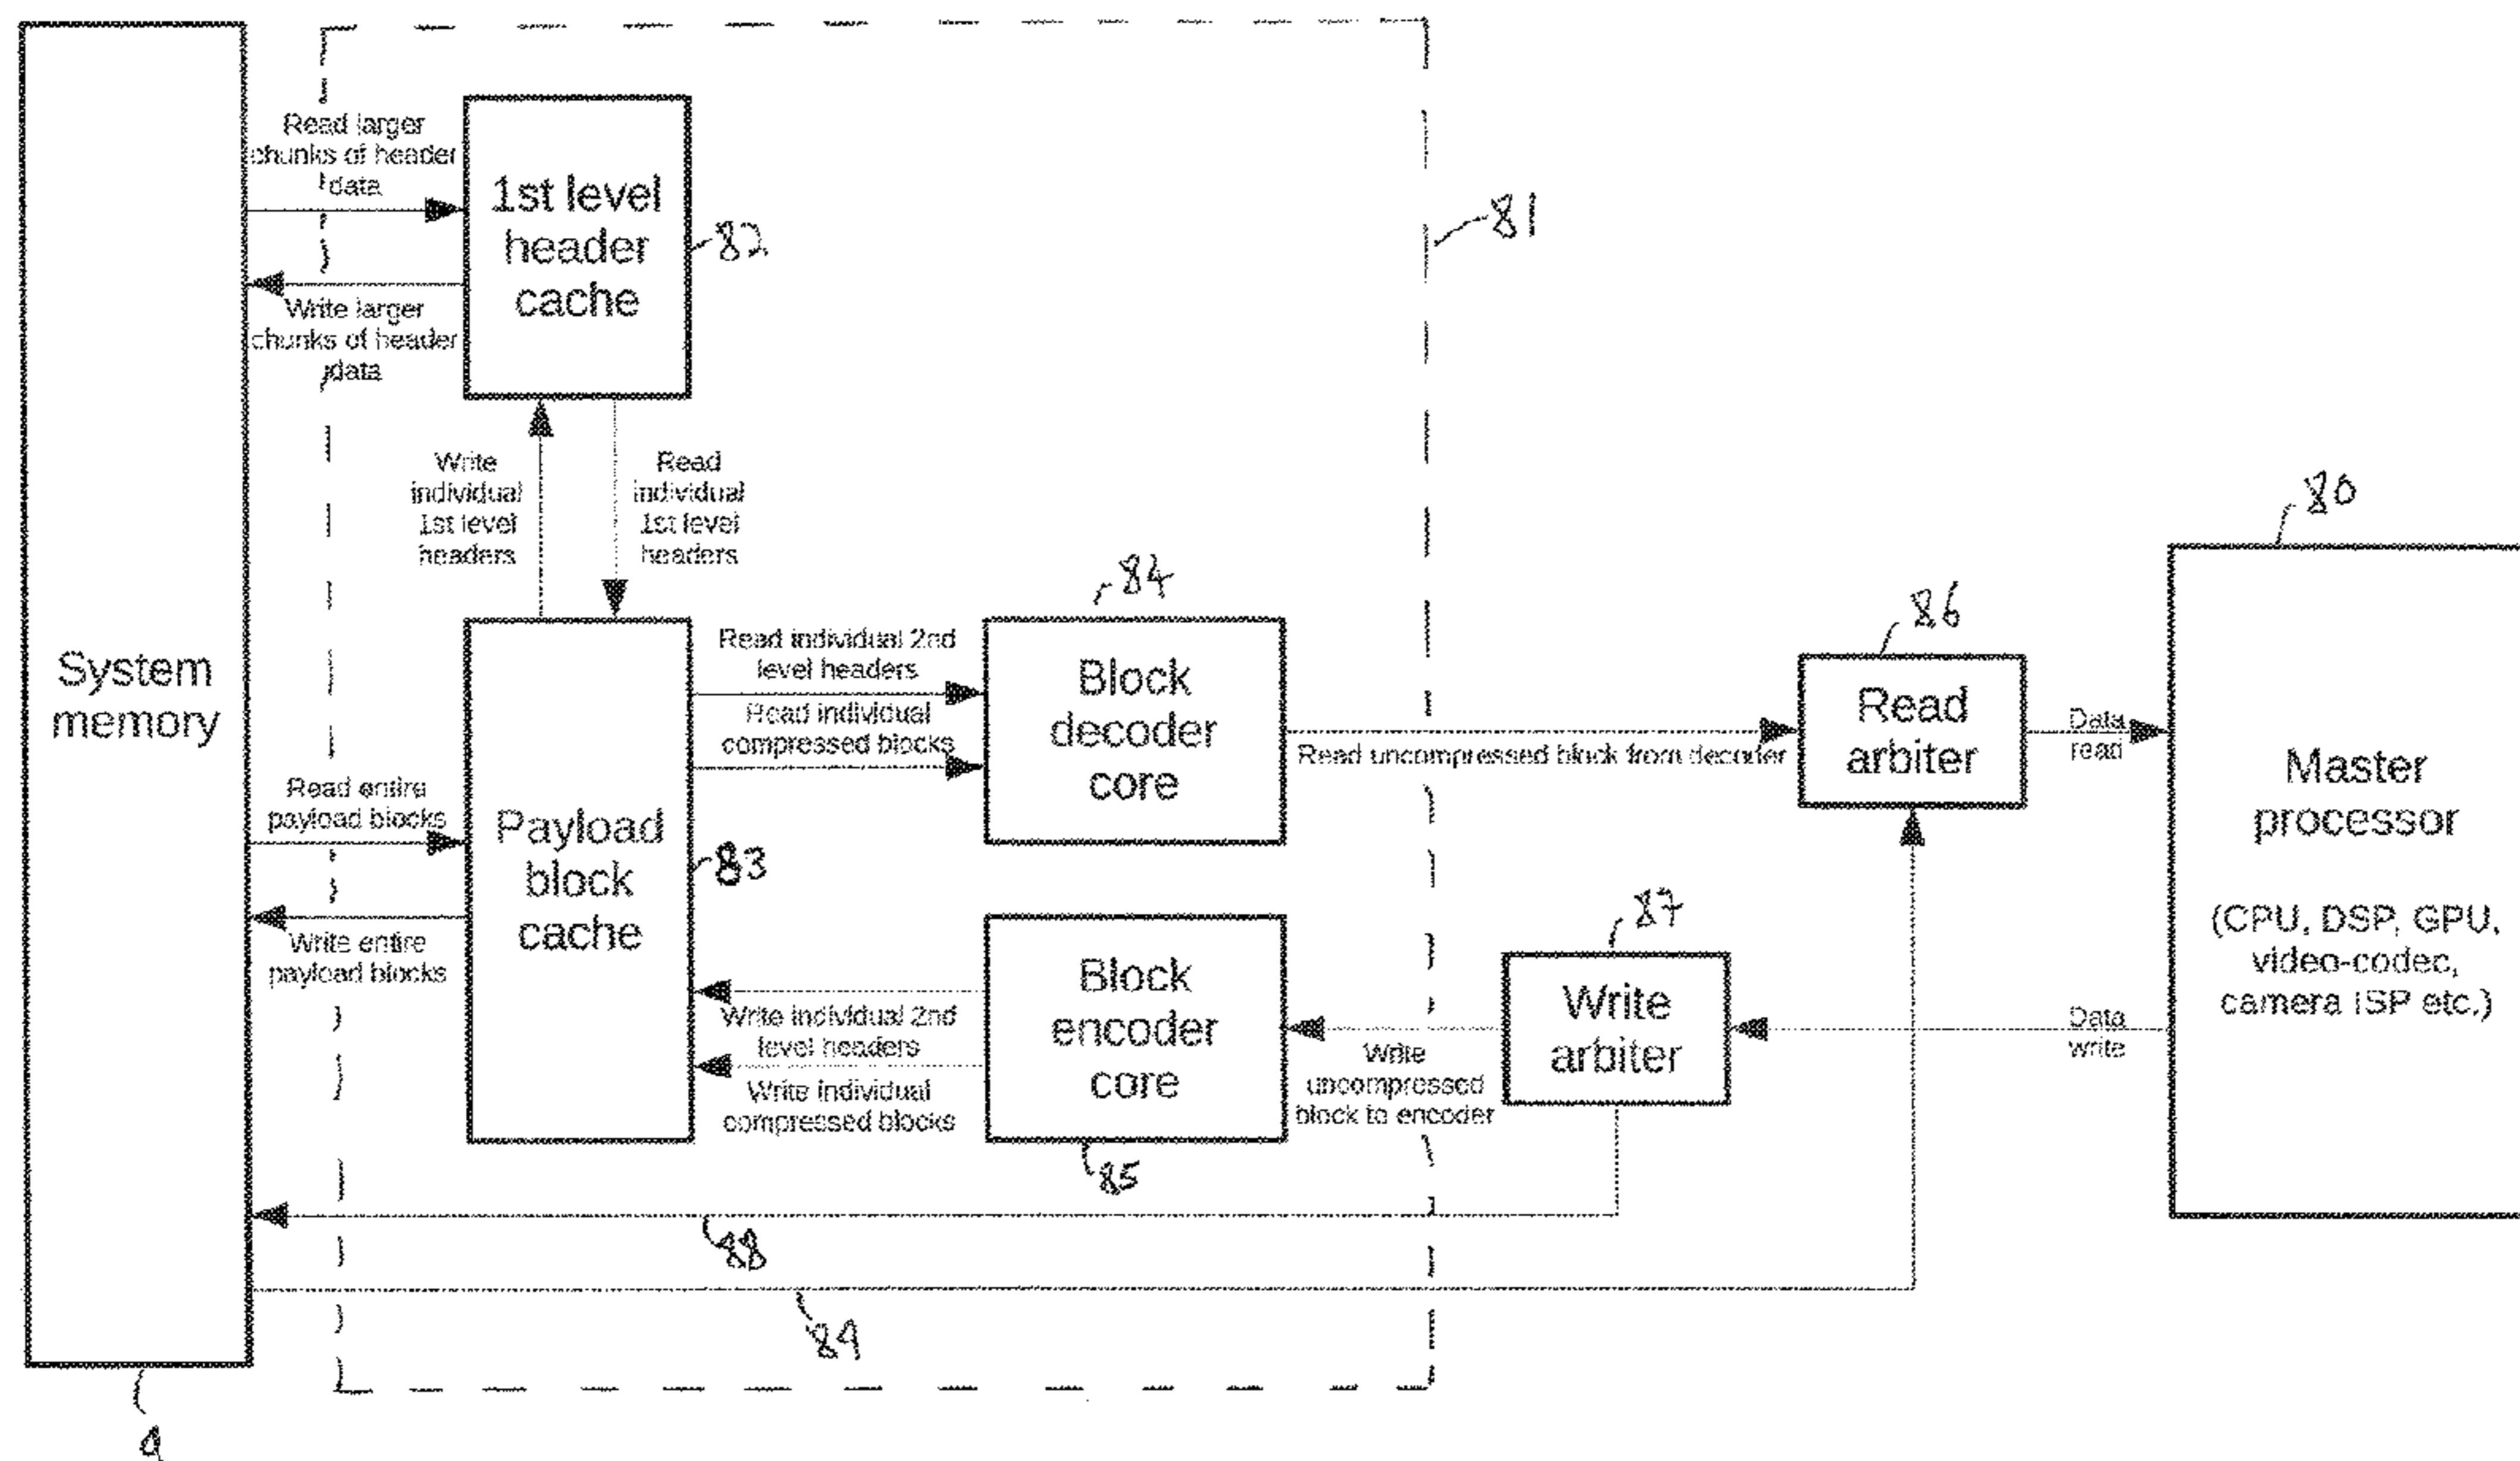 Read larger
chunks of header
data
1st level
header
cache
82
Write larger
chunks of header
data
81
Write
individual
1st level
headers
Read
individual
1st level
headers
System
memory
Read entire
payload blocks
Write entire
payload blocks
Payload
block
cache
83
Read individual 2nd
level headers
Read individual
compressed blocks
84
Block
decoder
core
Read uncompressed block from decoder
86
Read
arbiter
Data
read
80
Master
processor
(CPU, DSP, GPU,
video-codec,
camera ISP etc.)
Write individual 2nd
level headers
Write individual
compressed blocks
Block
encoder
core
85
Write
uncompressed
block to encoder
87
Write
arbiter
Data
write
88
89